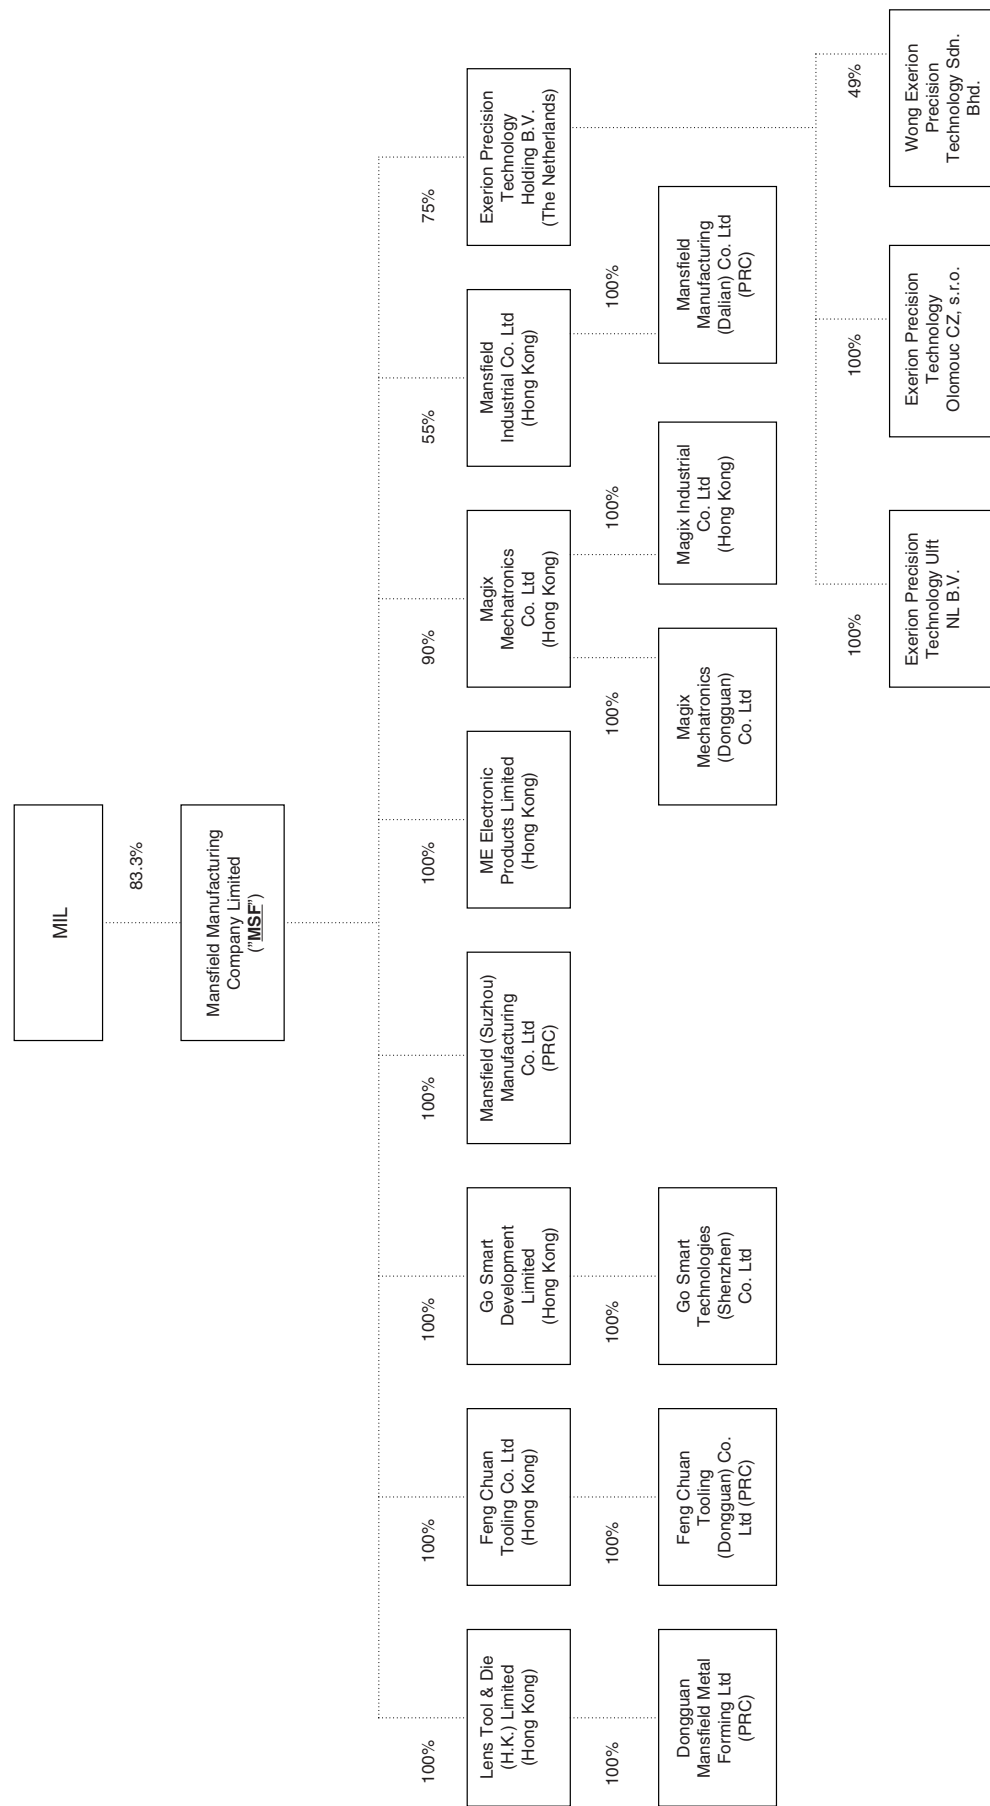 MIL
83.3%
Mansfield Manufacturing
Company Limited
("MSF")
100%
100%
100%
100%
100%
90%
55%
75%
Lens Tool & Die
(H.K.) Limited
(Hong Kong)
Feng Chuan
Tooling Co. Ltd
(Hong Kong)
Go Smart
Development
Limited
(Hong Kong)
Mansfield (Suzhou)
Manufacturing
Co. Ltd
(PRC)
ME Electronic
Products Limited
(Hong Kong)
Magix
Mechatronics
Co. Ltd
(Hong Kong)
Mansfield
Industrial Co. Ltd
(Hong Kong)
Exerion Precision
Technology
Holding B.V.
(The Netherlands)
100%
100%
100%
100%
100%
100%
Dongguan
Mansfield Metal
Forming Ltd
(PRC)
Feng Chuan
Tooling
(Dongguan) Co.
Ltd (PRC)
Go Smart
Technologies
(Shenzhen)
Co. Ltd
Magix
Mechatronics
(Dongguan)
Co. Ltd
Magix Industrial
Co. Ltd
(Hong Kong)
Mansfield
Manufacturing
(Dalian) Co. Ltd
(PRC)
100%
100%
49%
Exerion Precision
Technology Ulft
NL B.V.
Exerion Precision
Technology
Olomouc CZ, s.r.o.
Wong Exerion
Precision
Technology Sdn.
Bhd.